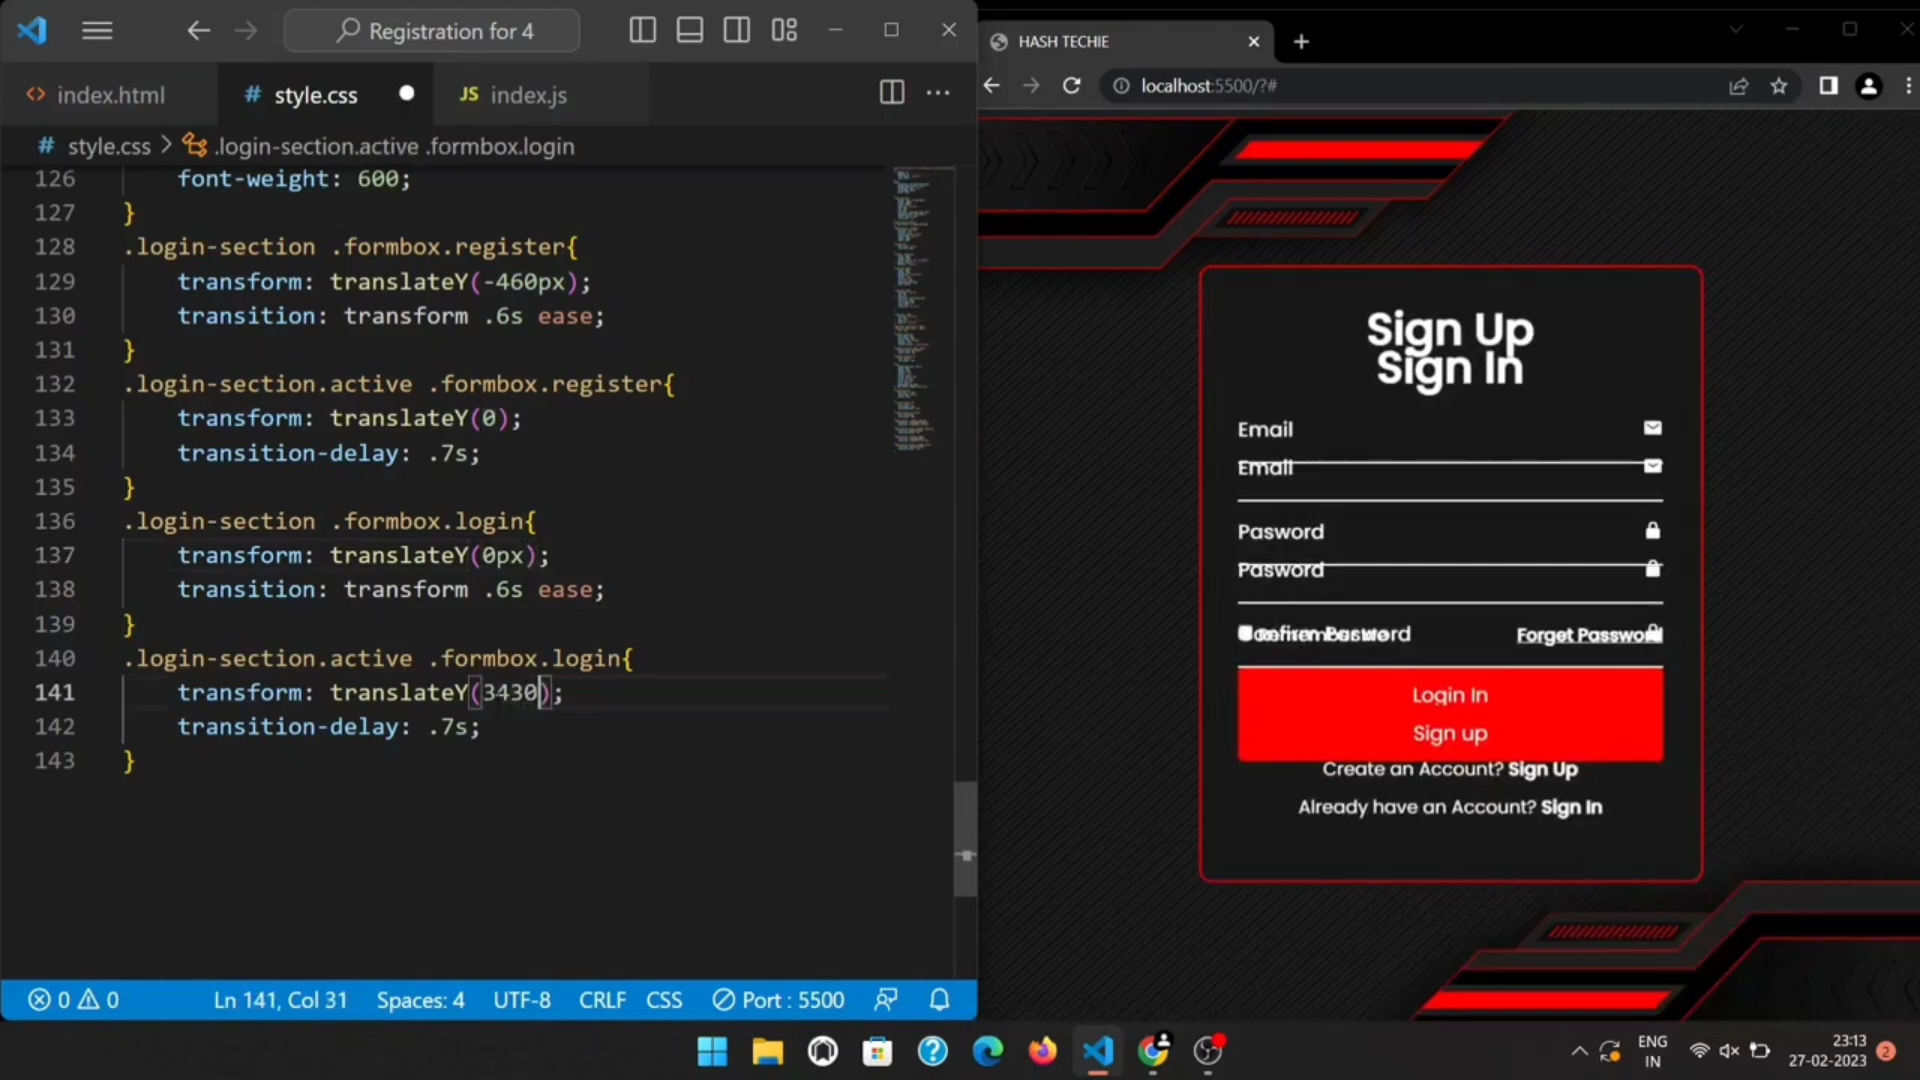 Registration for 4
index.html
# style.css
JS index.js
# style.css > .login-section.active .formbox.login
126 font-weight: 600;
127 }
128 .login-section .formbox.register{
129 transform: translateY(-460px);
130 transition: transform .6s ease;
131 }
132 .login-section.active .formbox.register{
133 transform: translateY(0);
134 transition-delay: .7s;
135 }
136 .login-section .formbox.login{
137 transform: translateY(0px);
138 transition: transform .6s ease;
139 }
140 .login-section.active .formbox.login{
141 transform: translateY(3430);
142 transition-delay: .7s;
143 }
0 0 Ln 141, Col 31 Spaces: 4 UTF-8 CRLF CSS Port : 5500
HASH TECHIE
localhost:5500/?#
Sign Up
Sign In
Email
Email
Pasword
Pasword
Confirm Password
Forget Password
Login In
Sign up
Create an Account? Sign Up
Already have an Account? Sign In
ENG
IN
23:13
27-02-2023
2